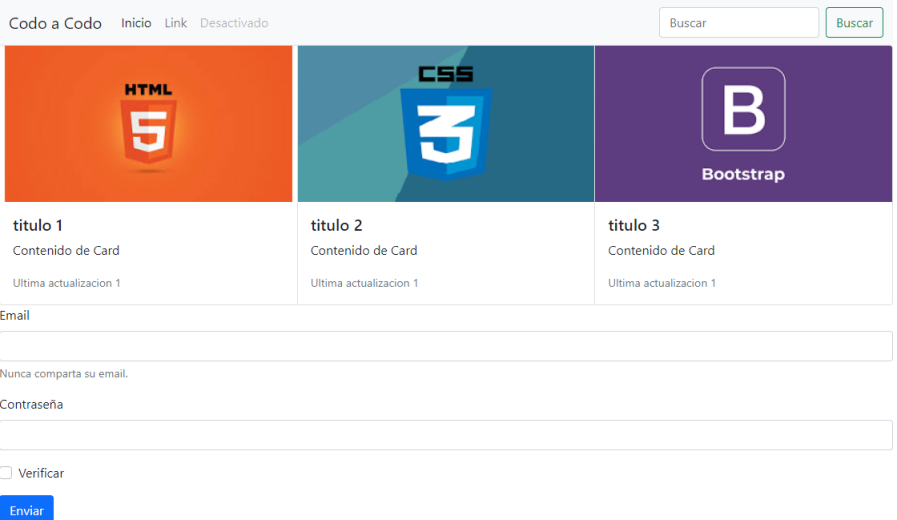 Codo a Codo Inicio Link Desactivado Buscar Buscar
HTML
5
CSS
3
B
Bootstrap
titulo 1
Contenido de Card
Ultima actualizacion 1
titulo 2
Contenido de Card
Ultima actualizacion 1
titulo 3
Contenido de Card
Ultima actualizacion 1
Email
Nunca comparta su email.
Contraseña
Verificar
Enviar